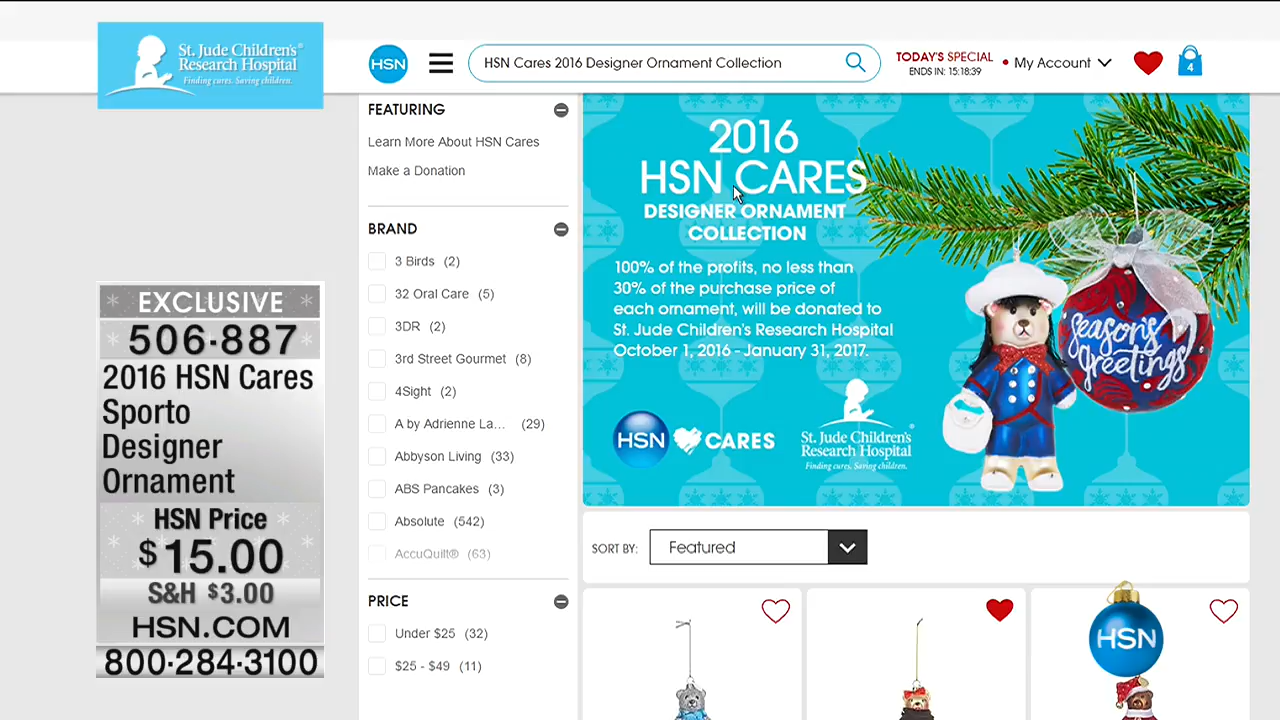 St. Jude Children's®
Research Hospital
Finding cures. Saving children.
HSN
HSN Cares 2016 Designer Ornament Collection
TODAY'S SPECIAL
ENDS IN: 15:18:39
My Account
4
FEATURING
Learn More About HSN Cares
Make a Donation
BRAND
3 Birds (2)
32 Oral Care (5)
3DR (2)
3rd Street Gourmet (8)
4Sight (2)
A by Adrienne La... (29)
Abbyson Living (33)
ABS Pancakes (3)
Absolute (542)
AccuQuilt® (63)
PRICE
Under $25 (32)
$25 - $49 (11)
2016
HSN CARES
DESIGNER ORNAMENT
COLLECTION
100% of the profits, no less than
30% of the purchase price of
each ornament, will be donated to
St. Jude Children's Research Hospital
October 1, 2016 - January 31, 2017.
HSN CARES
St. Jude Children's®
Research Hospital
Finding cures. Saving children.
Season's
Greetings
SORT BY: Featured
HSN
EXCLUSIVE
506·887
2016 HSN Cares
Sporto
Designer
Ornament
HSN Price
$15.00
S&H $3.00
HSN.COM
800·284·3100